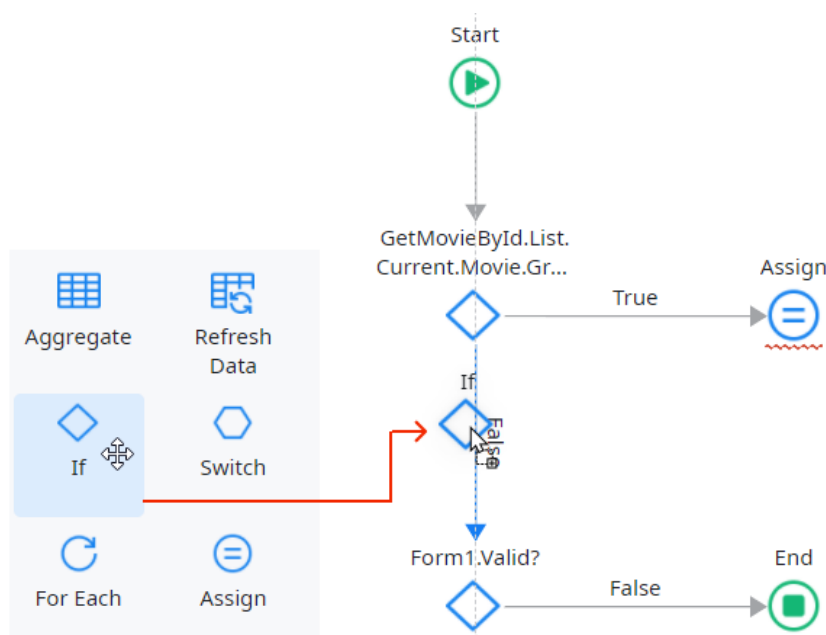 Start
GetMovieById.List.
Current.Movie.Gr...
Assign
True
Aggregate
Refresh
Data
If
False
If
Switch
Form1.Valid?
End
False
For Each
Assign